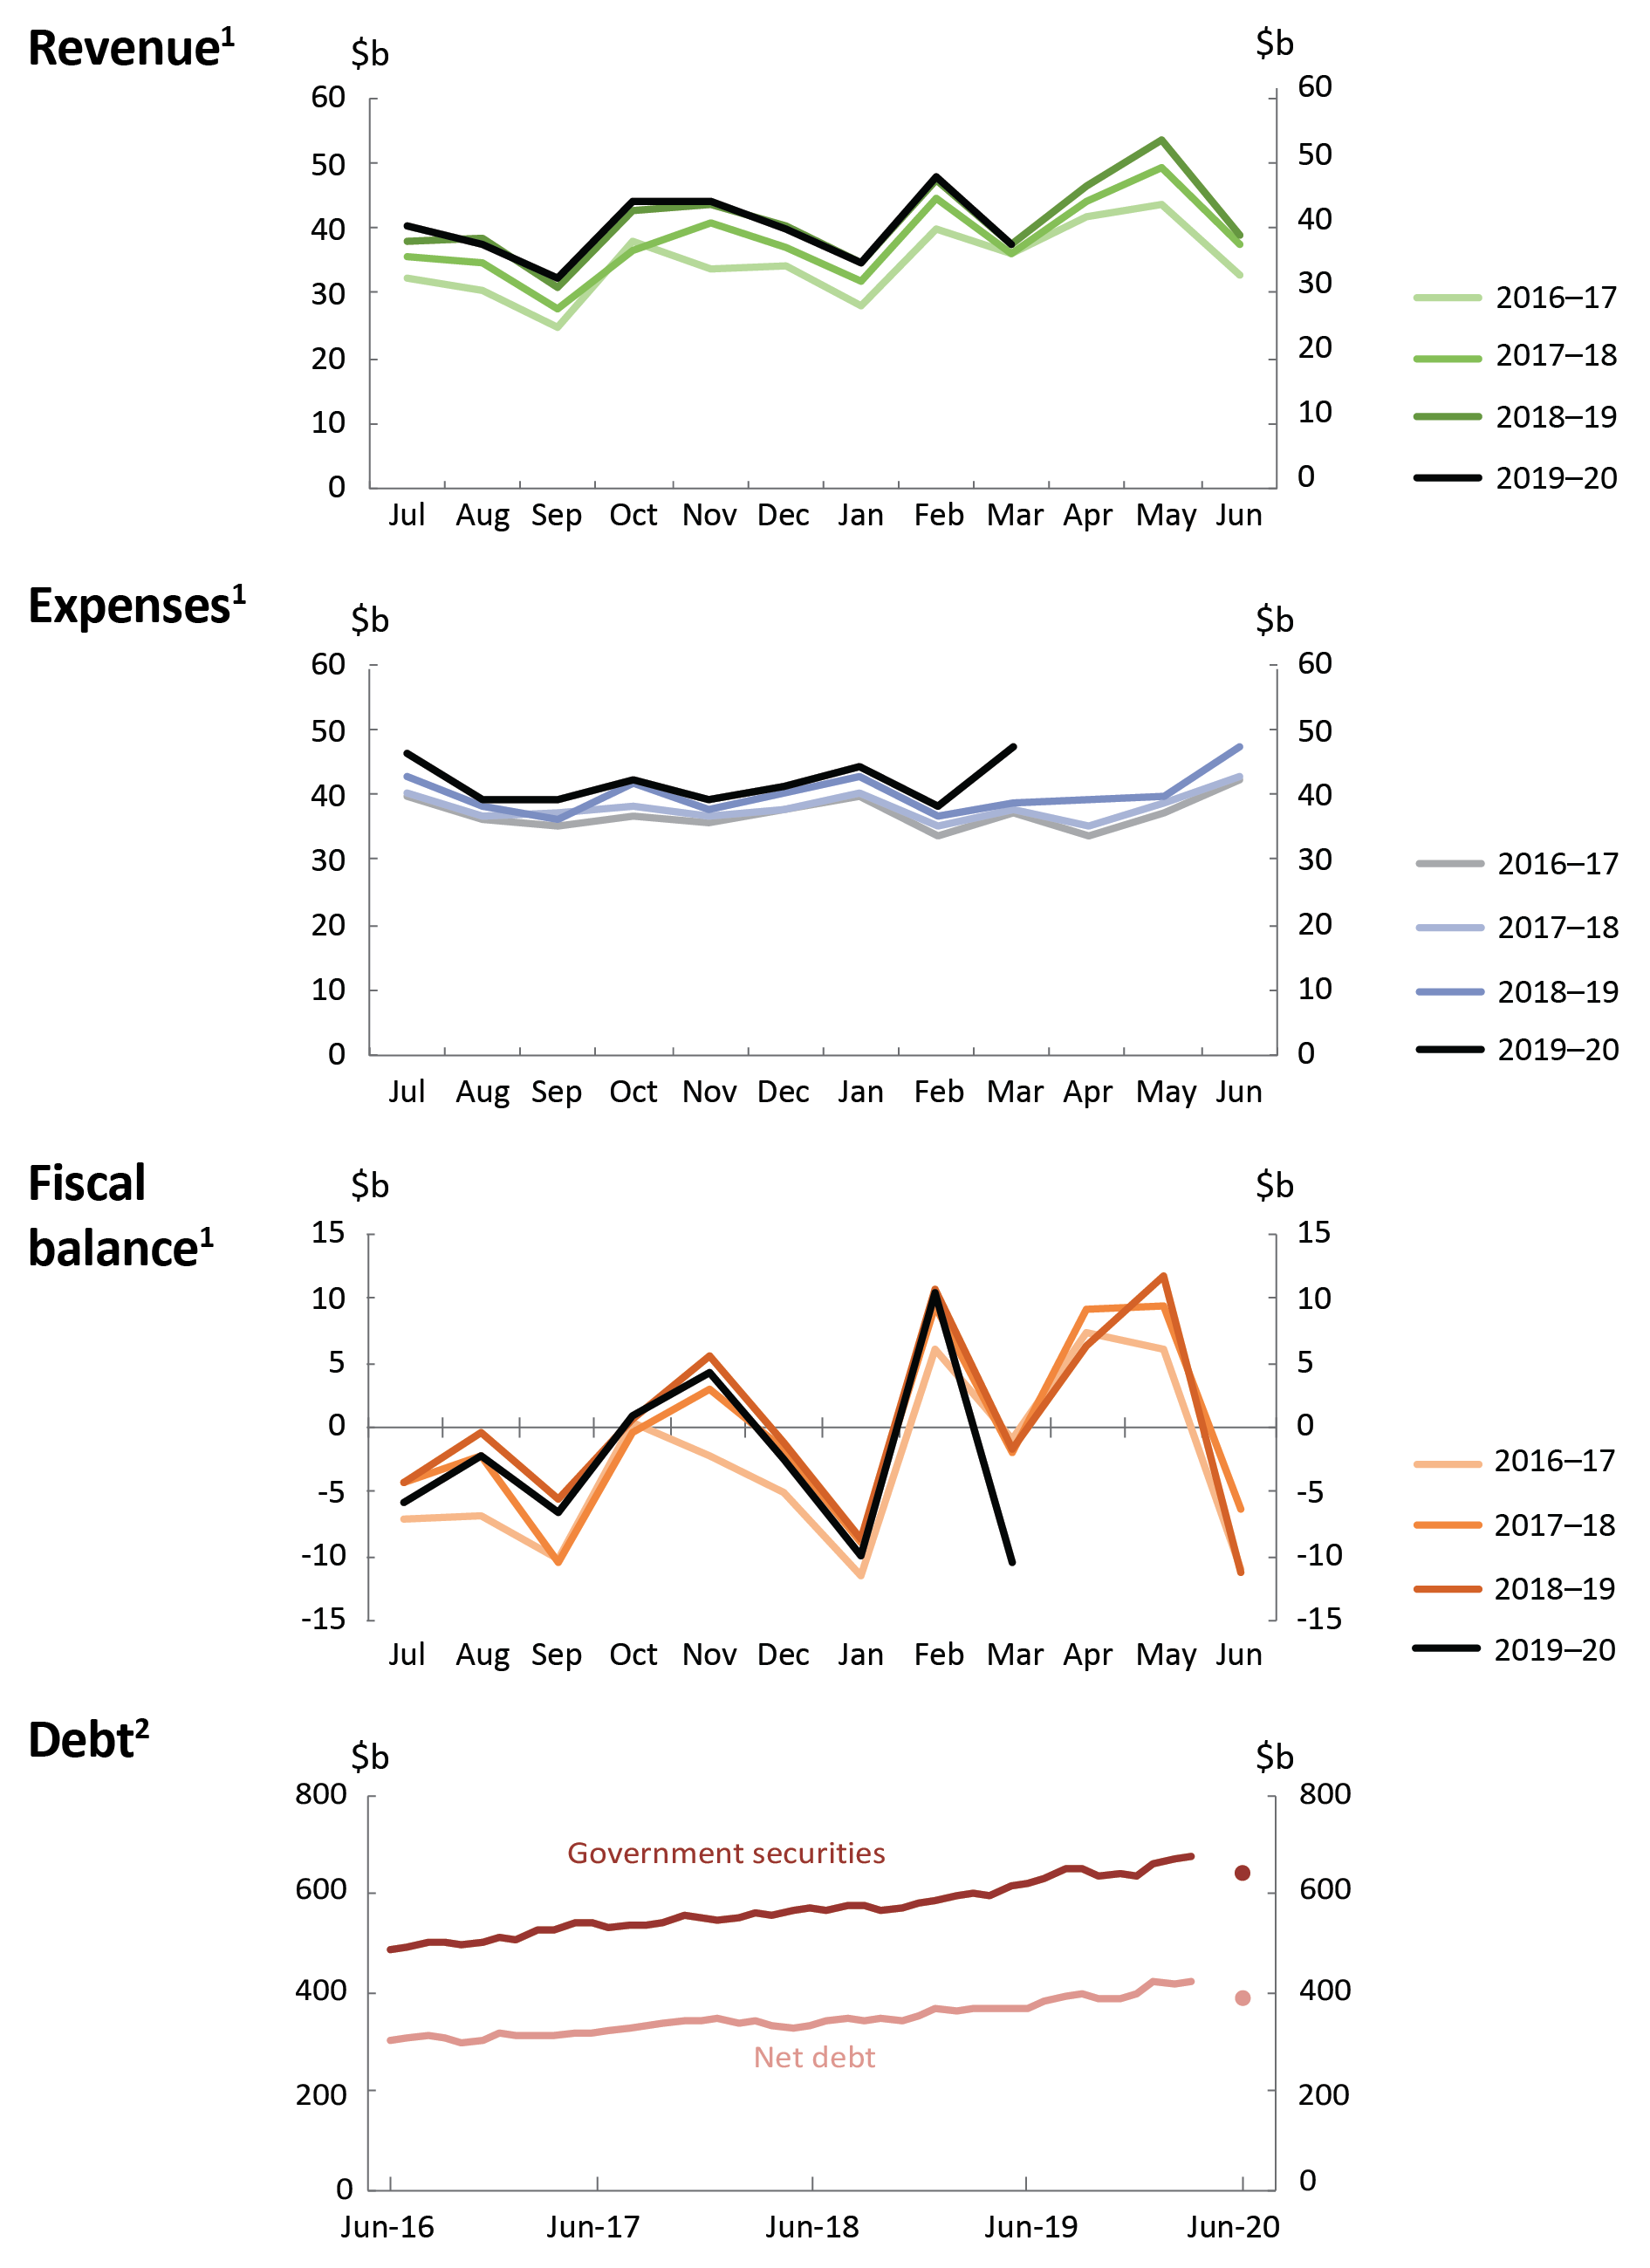 Revenue¹
$b $b
60 60
50 50
40 40
30 30
20 20
10 10
0 0
Jul Aug Sep Oct Nov Dec Jan Feb Mar Apr May Jun
2016–17
2017–18
2018–19
2019–20
Expenses¹
$b $b
60 60
50 50
40 40
30 30
20 20
10 10
0 0
Jul Aug Sep Oct Nov Dec Jan Feb Mar Apr May Jun
2016–17
2017–18
2018–19
2019–20
Fiscal
balance¹
$b $b
15 15
10 10
5 5
0 0
-5 -5
-10 -10
-15 -15
Jul Aug Sep Oct Nov Dec Jan Feb Mar Apr May Jun
2016–17
2017–18
2018–19
2019–20
Debt²
$b $b
800 800
Government securities
600 600
400 400
Net debt
200 200
0 0
Jun-16 Jun-17 Jun-18 Jun-19 Jun-20